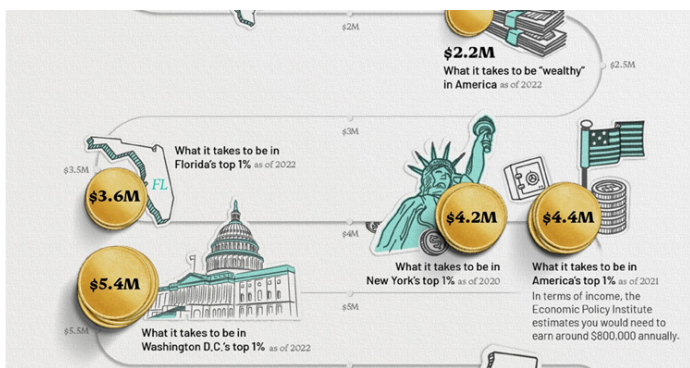 $2M
$2.2M
What it takes to be "wealthy"
in America as of 2022
$2.5M
$3M
What it takes to be in
Florida's top 1% as of 2022
$3.5M
FL
$3.6M
$4.2M
$4.4M
$4M
What it takes to be in
New York's top 1% as of 2020
What it takes to be in
America's top 1% as of 2021
In terms of income, the
Economic Policy Institute
estimates you would need to
earn around $800,000 annually.
$5.4M
$5M
$5.5M
What it takes to be in
Washington D.C.'s top 1% as of 2022